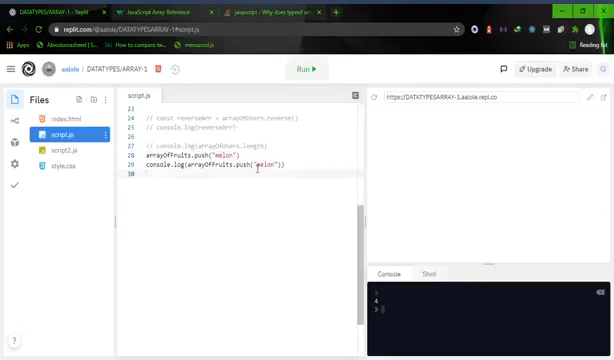 DATATYPES/ARRAY-1 - Replit
JavaScript Array Reference
javascript - Why does typeof arr
replit.com/@aalole/DATATYPESARRAY-1#script.js
Apps
Abodunrasheed (
How to compare tw
menuzord.js
Reading list
aalole / DATATYPES/ARRAY-1
Run
Upgrade
Share
Files
index.html
script.js
script2.js
style.css
script.js
23
24 // const reverseArr = arrayOfUsers.reverse()
25 // console.log(reverseArr)
26
27 // console.log(arrayOfUsers.length)
28 arrayOfFruits.push("melon")
29 console.log(arrayOfFruits.push("melon"))
30
https://DATATYPESARRAY-1.aalole.repl.co
Console
Shell
>
4
>
?